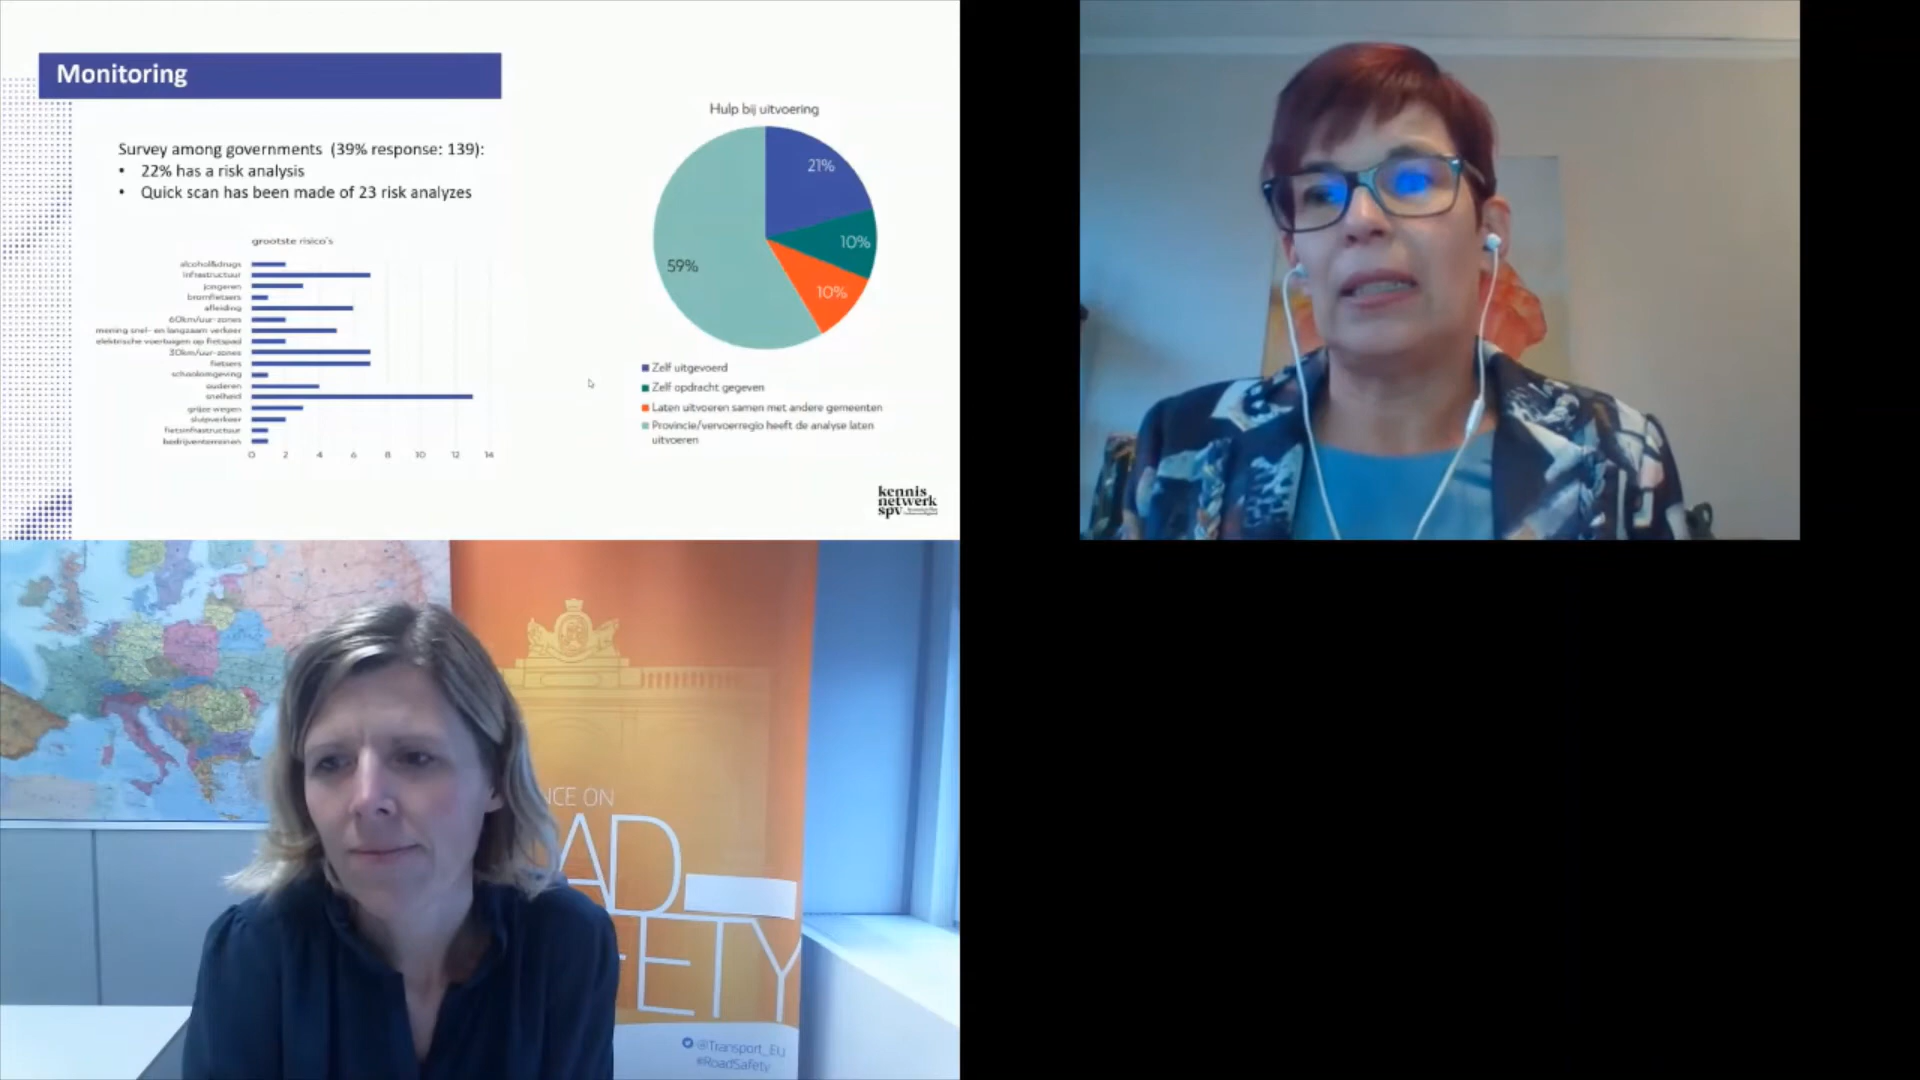 Monitoring
Survey among governments (39% response: 139):
• 22% has a risk analysis
• Quick scan has been made of 23 risk analyzes
grootste risico's
alcohol&drugs
infrastructuur
jongeren
bromfietsers
afleiding
60km/uur-zones
mening snel- en langzaam verkeer
elektrische voertuigen op fietspad
30km/uur-zones
fietsers
schoolomgeving
ouderen
snelheid
grijze wegen
sluipverkeer
fietsinfrastructuur
bedrijventerreinen
0 2 4 6 8 10 12 14
Hulp bij uitvoering
21%
10%
10%
59%
Zelf uitgevoerd
Zelf opdracht gegeven
Laten uitvoeren samen met andere gemeenten
Provincie/vervoerregio heeft de analyse laten
uitvoeren
kennis
netwerk
spv
NCE ON
AD
ETY
@Transport_EU
#RoadSafety